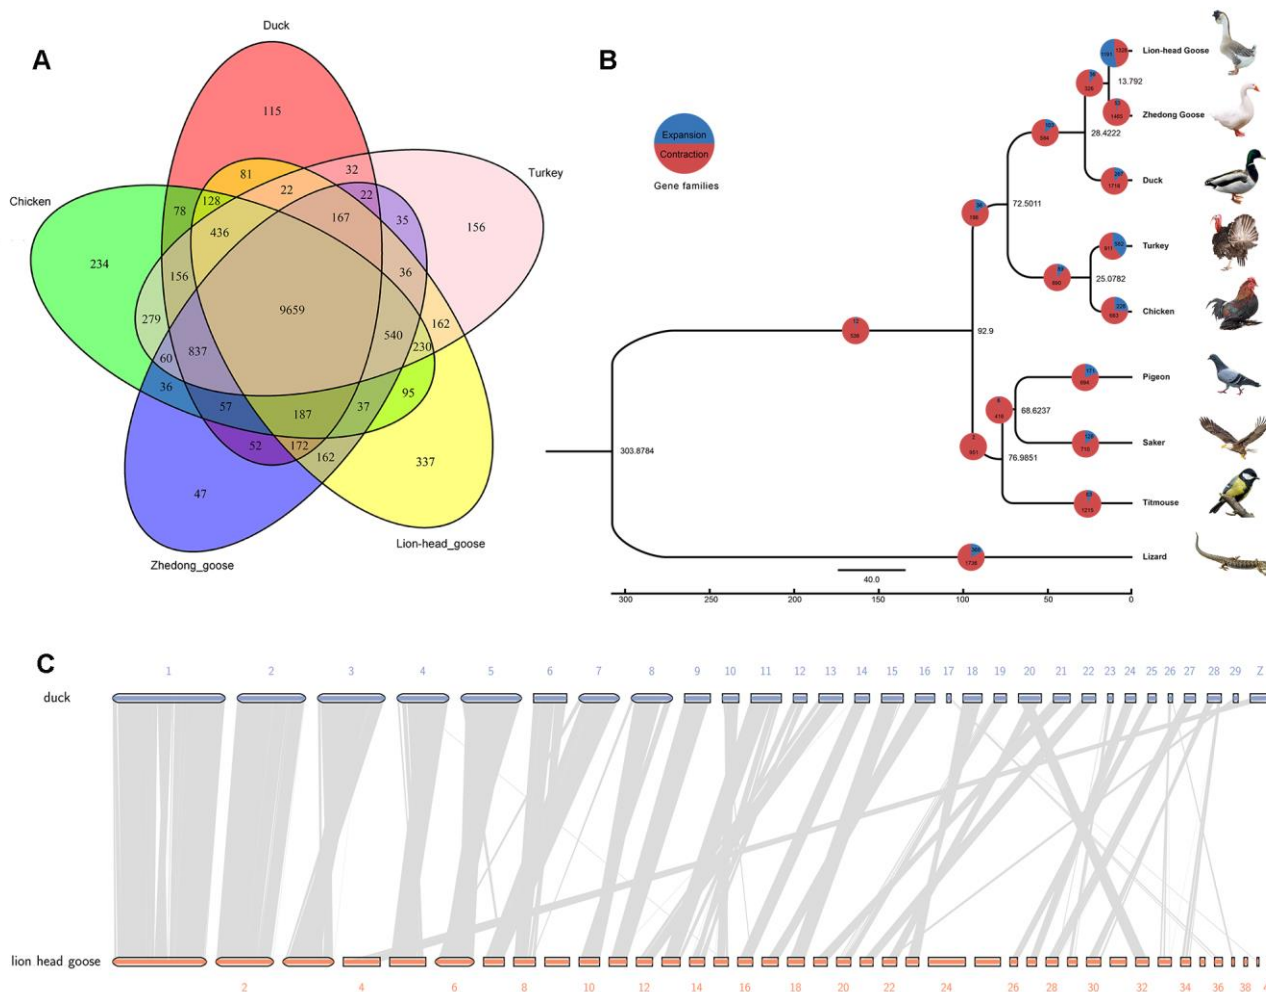 A
Duck
115
Turkey
32
81
22
22
128
78
35
167
156
Chicken
436
234
36
156
9659
279
162
540
230
60
837
36
95
57
37
187
52
172
162
337
47
Lion-head_goose
Zhedong_goose
B
Expansion
Contraction
Gene families
Lion-head Goose
13.792
Zhedong Goose
28.4222
Duck
72.5011
Turkey
25.0782
Chicken
92.9
Pigeon
68.6237
Saker
303.8784
76.9851
Titmouse
Lizard
40.0
300 250 200 150 100 50 0
C
1 2 3 4 5 6 7 8 9 10 11 12 13 14 15 16 17 18 19 20 21 22 23 24 25 26 27 28 29 Z
duck
lion head goose
2 4 6 8 10 12 14 16 18 20 22 24 26 28 30 32 34 36 38